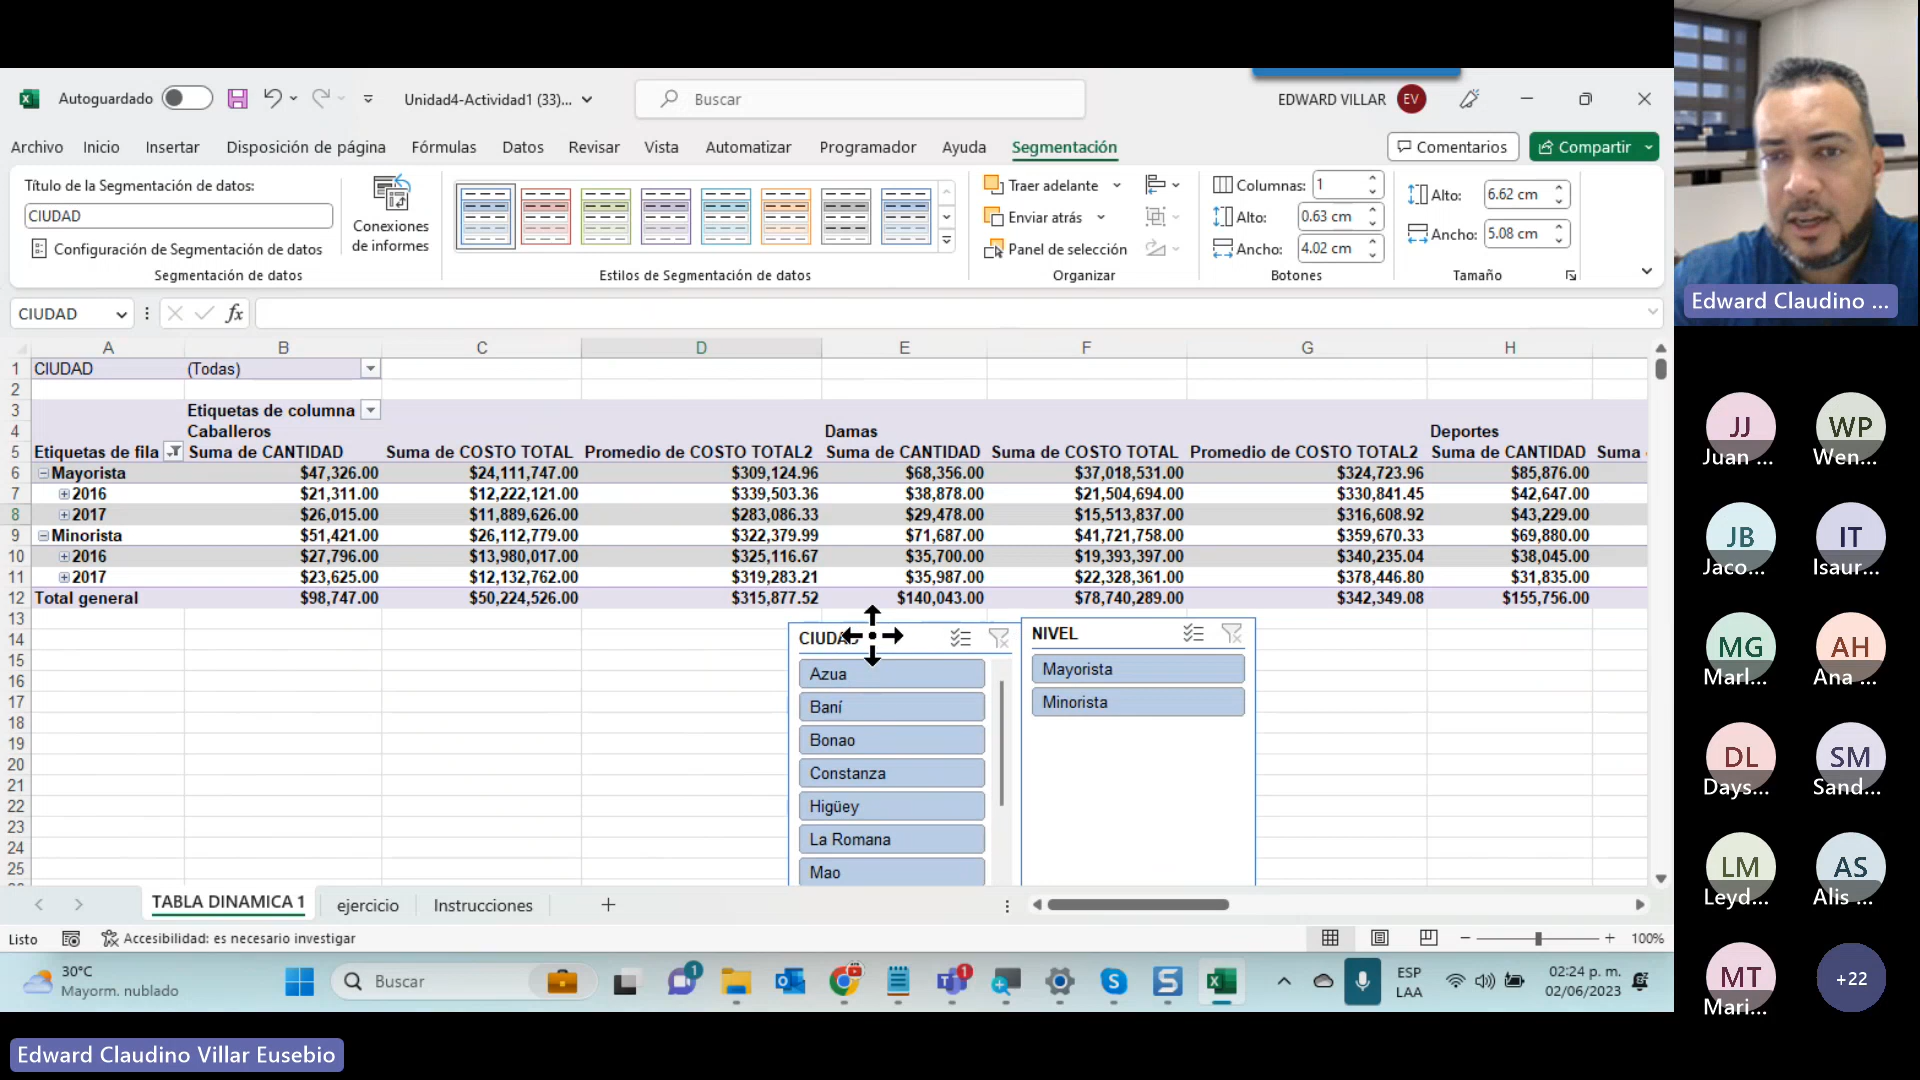 Autoguardado
Unidad4-Actividad1 (33)...
Buscar
EDWARD VILLAR
EV
Archivo
Inicio
Insertar
Disposición de página
Fórmulas
Datos
Revisar
Vista
Automatizar
Programador
Ayuda
Segmentación
Comentarios
Compartir
Título de la Segmentación de datos:
CIUDAD
Configuración de Segmentación de datos
Segmentación de datos
Conexiones
de informes
Estilos de Segmentación de datos
Traer adelante
Enviar atrás
Panel de selección
Organizar
Columnas: 1
Alto: 0.63 cm
Ancho: 4.02 cm
Botones
Alto: 6.62 cm
Ancho: 5.08 cm
Tamaño
CIUDAD
fx
A B C D E F G H
1 CIUDAD (Todas)
2
3 Etiquetas de columna
4 Caballeros Damas Deportes
5 Etiquetas de fila Suma de CANTIDAD Suma de COSTO TOTAL Promedio de COSTO TOTAL2 Suma de CANTIDAD Suma de COSTO TOTAL Promedio de COSTO TOTAL2 Suma de CANTIDAD Suma
6 Mayorista $47,326.00 $24,111,747.00 $309,124.96 $68,356.00 $37,018,531.00 $324,723.96 $85,876.00
7 2016 $21,311.00 $12,222,121.00 $339,503.36 $38,878.00 $21,504,694.00 $330,841.45 $42,647.00
8 2017 $26,015.00 $11,889,626.00 $283,086.33 $29,478.00 $15,513,837.00 $316,608.92 $43,229.00
9 Minorista $51,421.00 $26,112,779.00 $322,379.99 $71,687.00 $41,721,758.00 $359,670.33 $69,880.00
10 2016 $27,796.00 $13,980,017.00 $325,116.67 $35,700.00 $19,393,397.00 $340,235.04 $38,045.00
11 2017 $23,625.00 $12,132,762.00 $319,283.21 $35,987.00 $22,328,361.00 $378,446.80 $31,835.00
12 Total general $98,747.00 $50,224,526.00 $315,877.52 $140,043.00 $78,740,289.00 $342,349.08 $155,756.00
13
14
15
16
17
18
19
20
21
22
23
24
25
CIUDAD
Azua
Baní
Bonao
Constanza
Higüey
La Romana
Mao
NIVEL
Mayorista
Minorista
TABLA DINAMICA 1
ejercicio
Instrucciones
Listo
Accesibilidad: es necesario investigar
100%
30°C
Mayorm. nublado
Buscar
1
1
ESP
LAA
02:24 p. m.
02/06/2023
Edward Claudino ...
JJ
Juan ...
WP
Wen...
JB
Jaco...
IT
Isaur...
MG
Marl...
AH
Ana ...
DL
Days...
SM
Sand...
LM
Leyd...
AS
Alis ...
MT
Mari...
+22
Edward Claudino Villar Eusebio